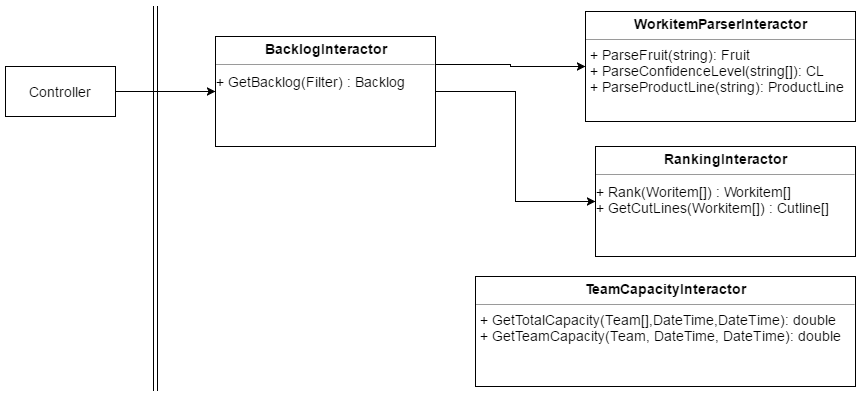 Controller
BacklogInteractor
+ GetBacklog(Filter) : Backlog
WorkitemParserInteractor
+ ParseFruit(string): Fruit
+ ParseConfidenceLevel(string[]): CL
+ ParseProductLine(string): ProductLine
RankingInteractor
+ Rank(Woritem[]) : Workitem[]
+ GetCutLines(Workitem[]) : Cutline[]
TeamCapacityInteractor
+ GetTotalCapacity(Team[],DateTime,DateTime): double
+ GetTeamCapacity(Team, DateTime, DateTime): double